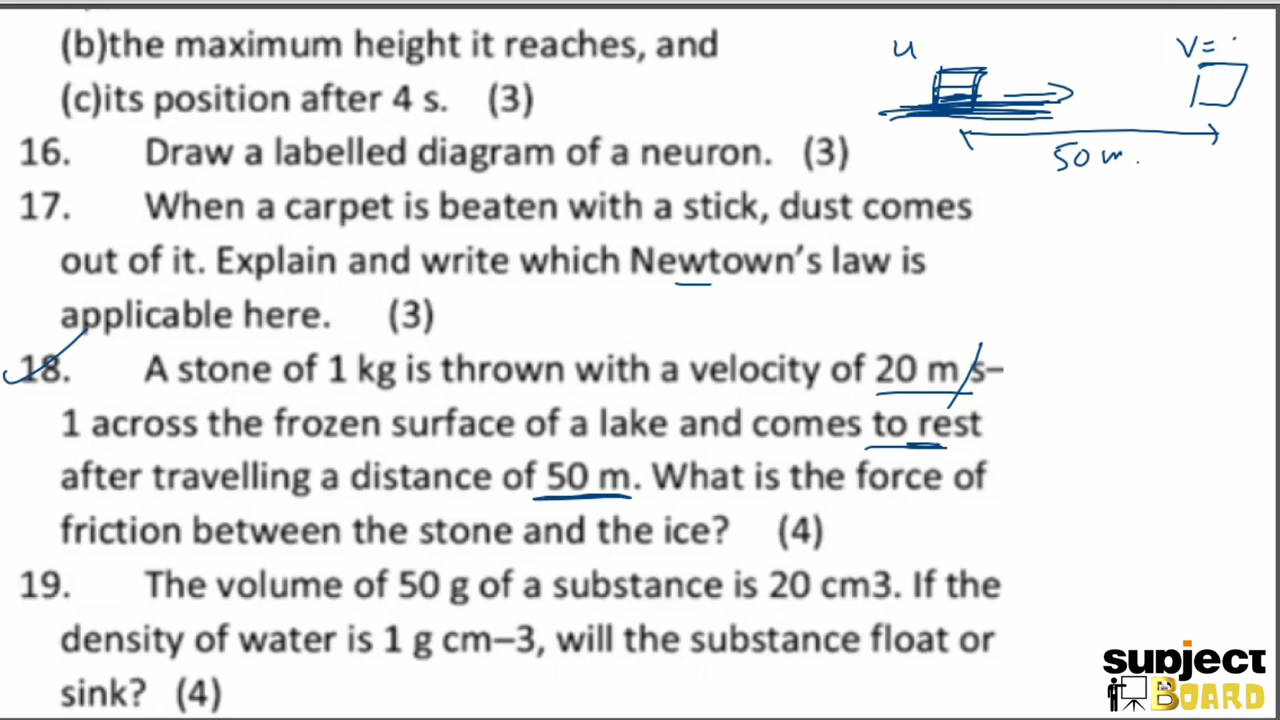 (b)the maximum height it reaches, and
(c)its position after 4 s. (3)
u
V=
50 m.
16. Draw a labelled diagram of a neuron. (3)
17. When a carpet is beaten with a stick, dust comes
out of it. Explain and write which Newtown's law is
applicable here. (3)
18. A stone of 1 kg is thrown with a velocity of 20 m s–
1 across the frozen surface of a lake and comes to rest
after travelling a distance of 50 m. What is the force of
friction between the stone and the ice? (4)
19. The volume of 50 g of a substance is 20 cm3. If the
density of water is 1 g cm–3, will the substance float or
sink? (4)
subject
BOARD